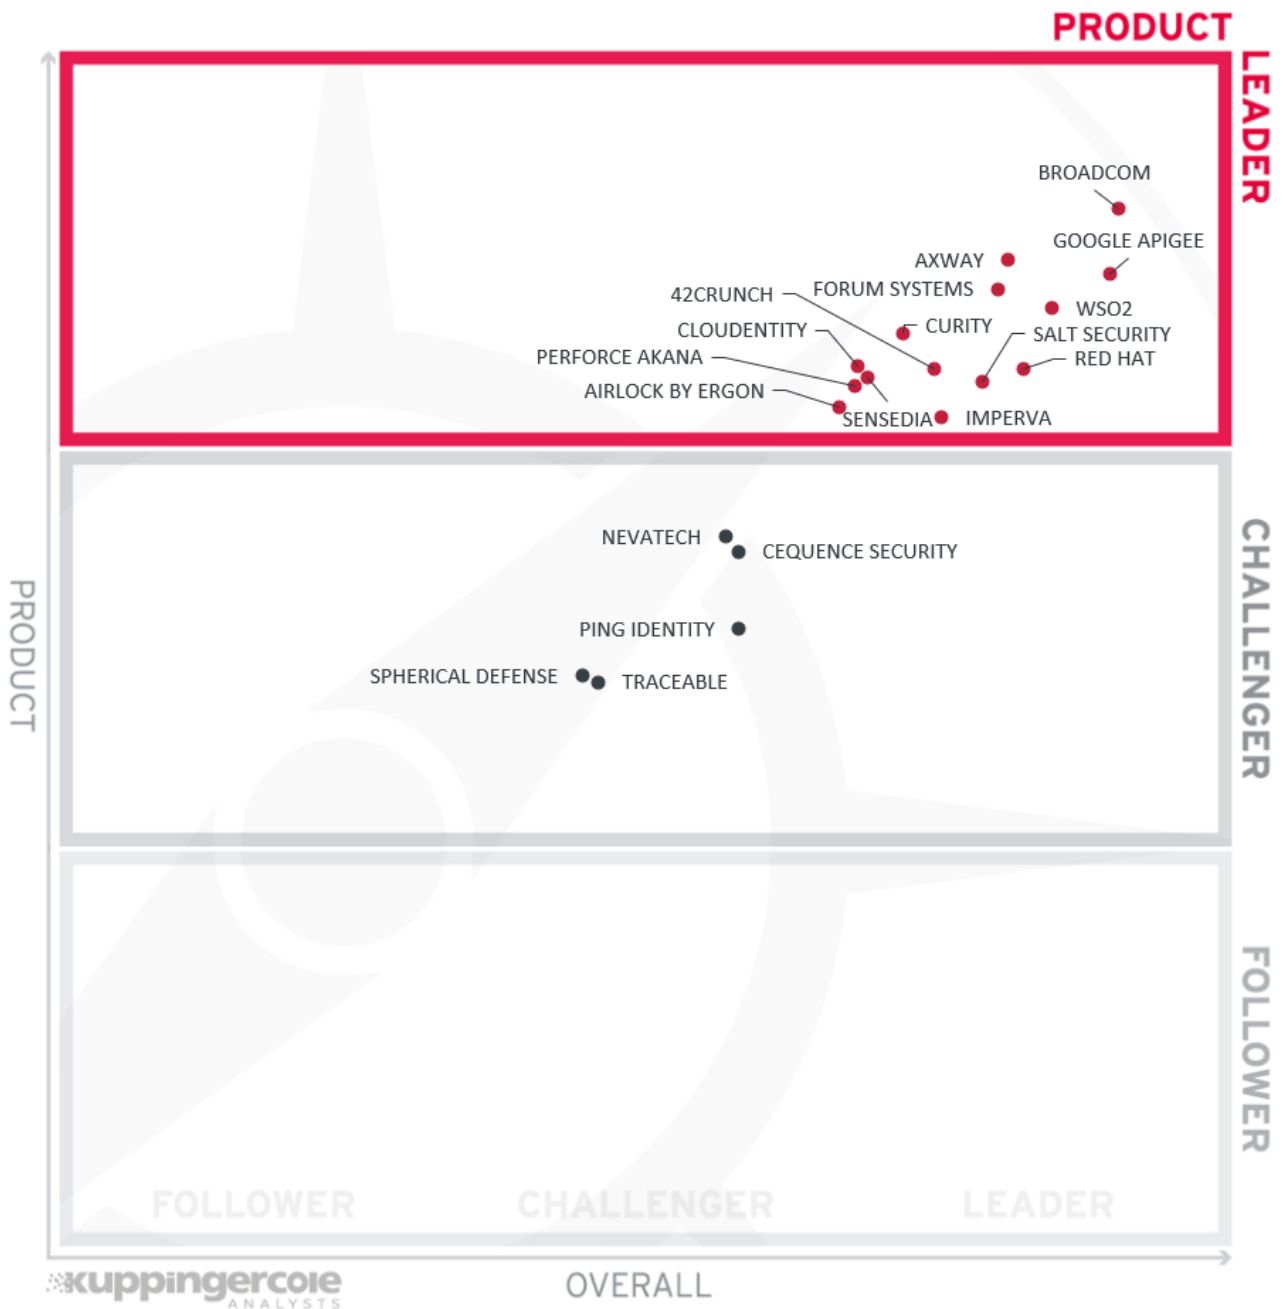 PRODUCT
LEADER
BROADCOM
GOOGLE APIGEE
AXWAY
FORUM SYSTEMS
42CRUNCH
WSO2
CURITY
CLOUDENTITY
SALT SECURITY
PERFORCE AKANA
RED HAT
AIRLOCK BY ERGON
SENSEDIA
IMPERVA
NEVATECH
CEQUENCE SECURITY
CHALLENGER
PRODUCT
PING IDENTITY
SPHERICAL DEFENSE
TRACEABLE
FOLLOWER
FOLLOWER
CHALLENGER
LEADER
OVERALL
kuppingercole
ANALYSTS